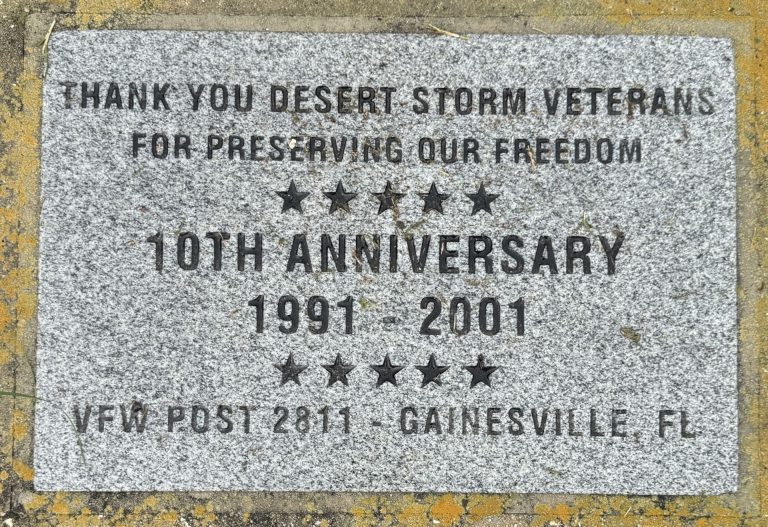 THANK YOU DESERT STORM VETERANS
FOR PRESERVING OUR FREEDOM
★★★★★
10TH ANNIVERSARY
1991 - 2001
★★★★★
VFW POST 2811 - GAINESVILLE, FL